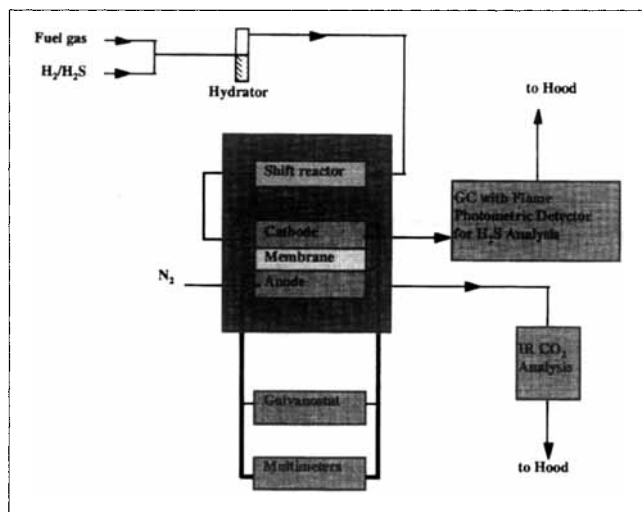 Fuel gas
H₂/H₂S
Hydrator
to Hood
Shift reactor
GC with Flame
Photometric Detector
for H₂S Analysis
Cathode
Membrane
N₂
Anode
IR CO₂
Analysis
Galvanostat
Multimeters
to Hood